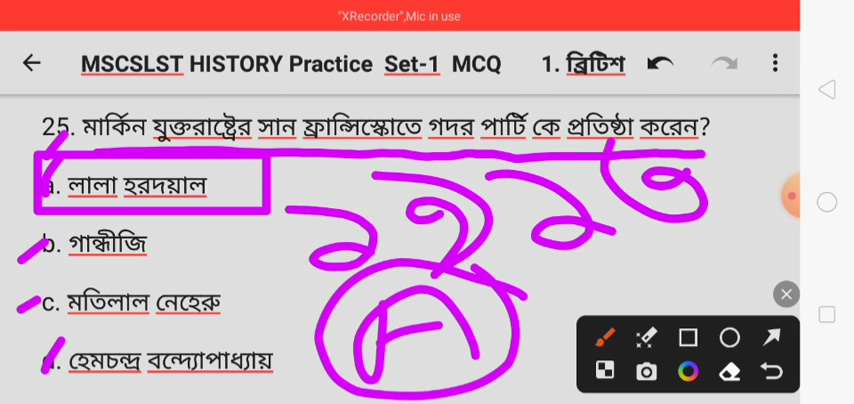 "XRecorder",Mic in use
MSCSLST HISTORY Practice Set-1 MCQ 1. ব্রিটিশ
25. মার্কিন যুক্তরাষ্ট্রের সান ফ্রান্সিস্কোতে গদর পার্টি কে প্রতিষ্ঠা করেন?
a. লালা হরদয়াল
b. গান্ধীজি
c. মতিলাল নেহেরু
d. হেমচন্দ্র বন্দ্যোপাধ্যায়
A